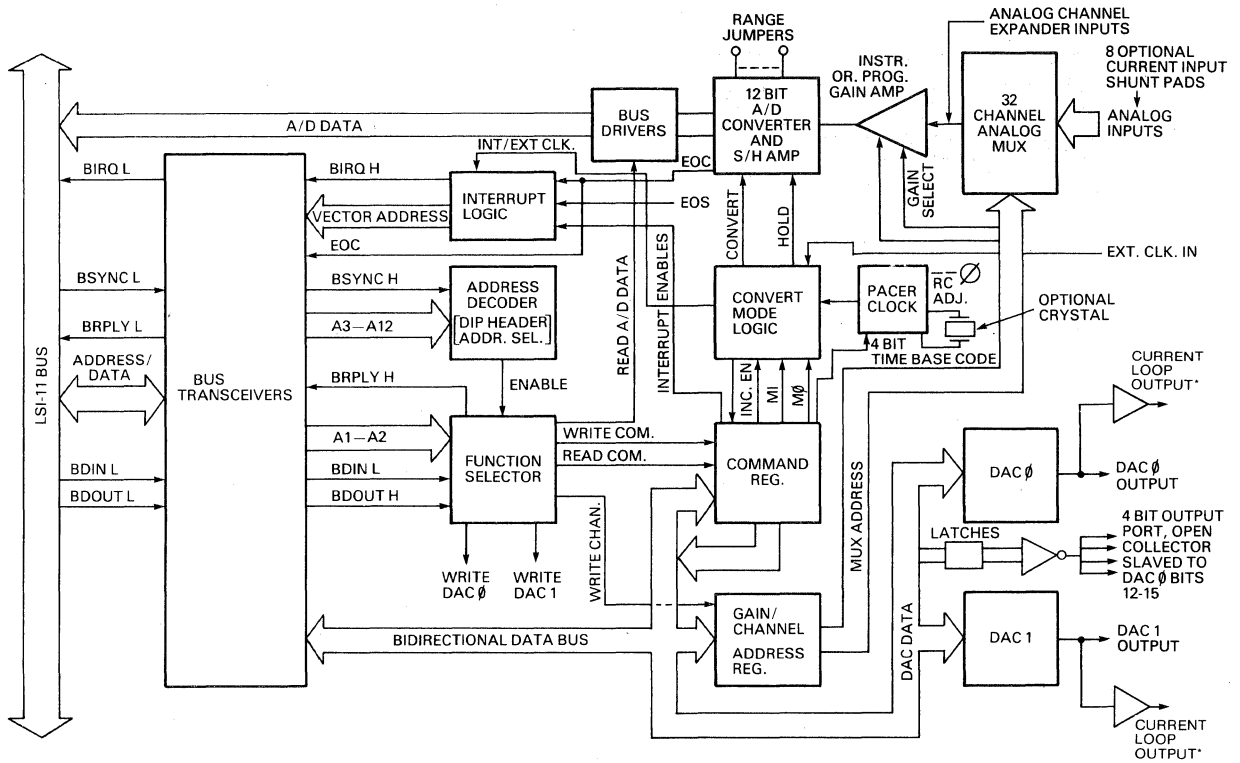 RANGE
JUMPERS
ANALOG CHANNEL
EXPANDER INPUTS
8 OPTIONAL
CURRENT INPUT
SHUNT PADS
INSTR.
OR. PROG.
GAIN AMP
12 BIT
A/D
CONVERTER
AND
S/H AMP
32
CHANNEL
ANALOG
MUX
ANALOG
INPUTS
BUS
DRIVERS
A/D DATA
INT/EXT CLK.
EOC
GAIN
SELECT
BIRQ L
BIRQ H
INTERRUPT
LOGIC
EOS
VECTOR ADDRESS
EOC
CONVERT
HOLD
EXT. CLK. IN
READ A/D DATA
INTERRUPT ENABLES
BSYNC L
BSYNC H
ADDRESS
DECODER
[DIP HEADER
ADDR. SEL.]
A3–A12
BRPLY L
CONVERT
MODE
LOGIC
PACER
CLOCK
RC
ADJ.
OPTIONAL
CRYSTAL
4 BIT
TIME BASE CODE
LSI-11 BUS
ADDRESS/
DATA
BUS
TRANSCEIVERS
BRPLY H
ENABLE
INC. EN
MI
MØ
CURRENT
LOOP
OUTPUT*
A1–A2
FUNCTION
SELECTOR
WRITE COM.
READ COM.
COMMAND
REG.
BDIN L
BDIN L
BDOUT L
BDOUT H
DAC Ø
DAC Ø
OUTPUT
WRITE
DAC Ø
WRITE
DAC 1
WRITE CHAN.
MUX ADDRESS
LATCHES
4 BIT OUTPUT
PORT, OPEN
COLLECTOR
SLAVED TO
DAC Ø BITS
12-15
BIDIRECTIONAL DATA BUS
GAIN/
CHANNEL
ADDRESS
REG.
DAC DATA
DAC 1
DAC 1
OUTPUT
CURRENT
LOOP
OUTPUT*